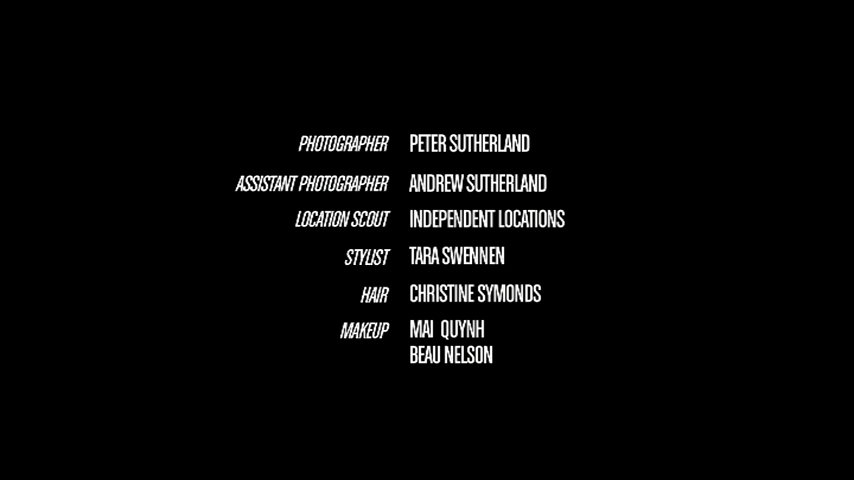 PHOTOGRAPHER PETER SUTHERLAND
ASSISTANT PHOTOGRAPHER ANDREW SUTHERLAND
LOCATION SCOUT INDEPENDENT LOCATIONS
STYLIST TARA SWENNEN
HAIR CHRISTINE SYMONDS
MAKEUP MAI QUYNH
BEAU NELSON